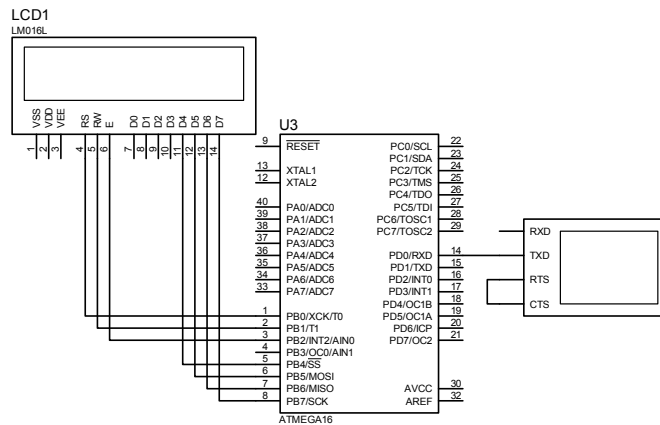 LCD1
LM016L
VSS VDD VEE RS RW E D0 D1 D2 D3 D4 D5 D6 D7
1 2 3 4 5 6 7 8 9 10 11 12 13 14
U3
9 RESET PC0/SCL 22
PC1/SDA 23
13 XTAL1 PC2/TCK 24
12 XTAL2 PC3/TMS 25
PC4/TDO 26
40 PA0/ADC0 PC5/TDI 27
39 PA1/ADC1 PC6/TOSC1 28
38 PA2/ADC2 PC7/TOSC2 29
37 PA3/ADC3
36 PA4/ADC4 PD0/RXD 14
35 PA5/ADC5 PD1/TXD 15
34 PA6/ADC6 PD2/INT0 16
33 PA7/ADC7 PD3/INT1 17
PD4/OC1B 18
1 PB0/XCK/T0 PD5/OC1A 19
2 PB1/T1 PD6/ICP 20
3 PB2/INT2/AIN0 PD7/OC2 21
4 PB3/OC0/AIN1
5 PB4/SS
6 PB5/MOSI
7 PB6/MISO AVCC 30
8 PB7/SCK AREF 32
ATMEGA16
RXD
TXD
RTS
CTS